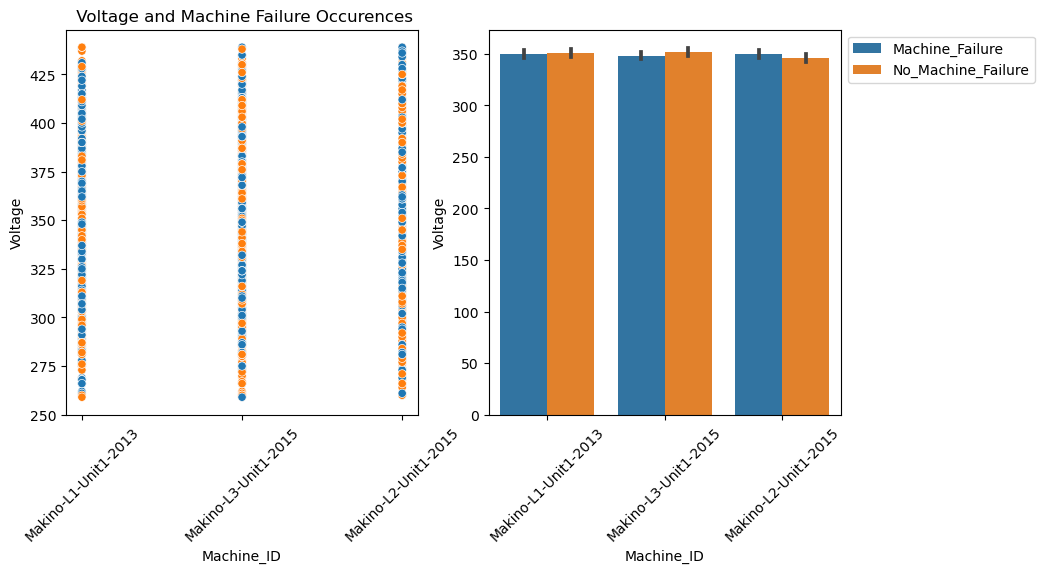 Voltage and Machine Failure Occurences
Voltage
425
400
375
350
325
300
275
250
Makino-L1-Unit1-2013
Makino-L3-Unit1-2015
Makino-L2-Unit1-2015
Machine_ID
Voltage
350
300
250
200
150
100
50
0
Makino-L1-Unit1-2013
Makino-L3-Unit1-2015
Makino-L2-Unit1-2015
Machine_ID
Machine_Failure
No_Machine_Failure